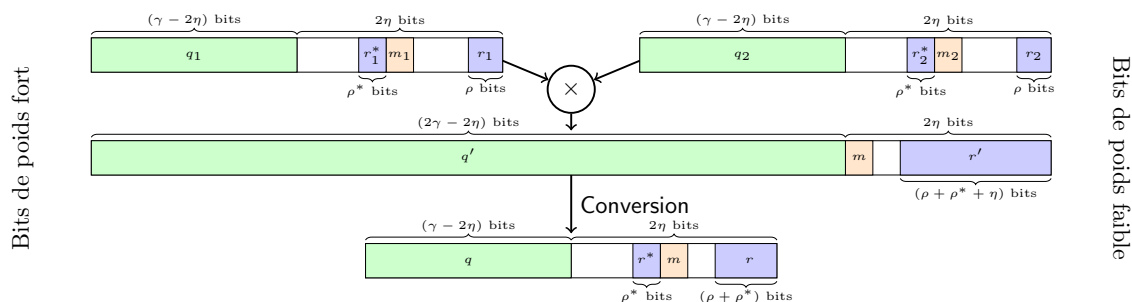 (γ − 2η) bits 2η bits (γ − 2η) bits 2η bits
q₁ r₁* m₁ r₁ q₂ r₂* m₂ r₂
ρ* bits ρ bits × ρ* bits ρ bits
(2γ − 2η) bits 2η bits
q′ m r′
(ρ + ρ* + η) bits
Conversion
(γ − 2η) bits 2η bits
q r* m r
ρ* bits (ρ + ρ*) bits
Bits de poids fort
Bits de poids faible